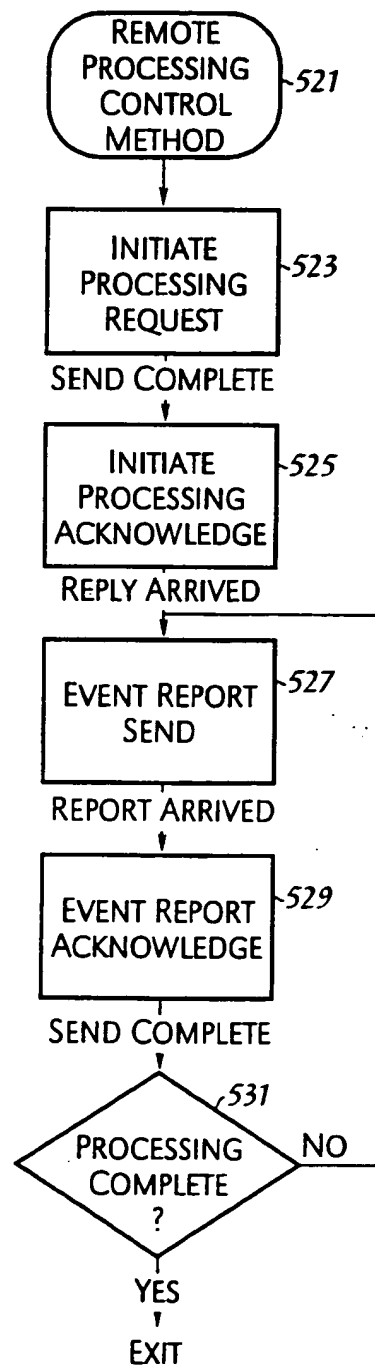 REMOTE
PROCESSING
CONTROL
METHOD
521
INITIATE
PROCESSING
REQUEST
523
SEND COMPLETE
INITIATE
PROCESSING
ACKNOWLEDGE
525
REPLY ARRIVED
EVENT REPORT
SEND
527
REPORT ARRIVED
EVENT REPORT
ACKNOWLEDGE
529
SEND COMPLETE
531
PROCESSING
COMPLETE
?
NO
YES
EXIT